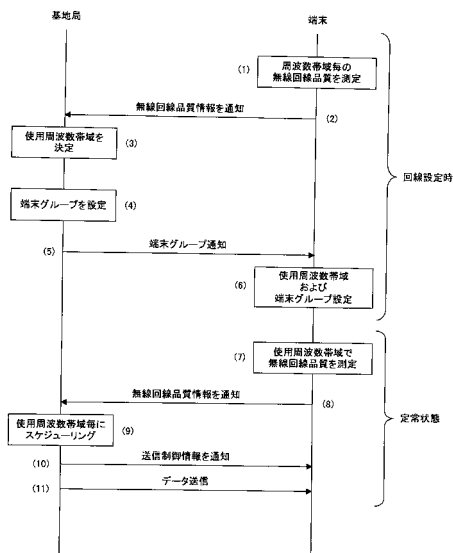 基地局
端末
(1)
周波数帯域毎の
無線回線品質を測定
無線回線品質情報を通知
(2)
使用周波数帯域を
決定
(3)
回線設定時
端末グループを設定
(4)
(5)
端末グループ通知
(6)
使用周波数帯域
および
端末グループ設定
(7)
使用周波数帯域で
無線回線品質を測定
無線回線品質情報を通知
(8)
定常状態
使用周波数帯域毎に
スケジューリング
(9)
(10)
送信制御情報を通知
(11)
データ送信